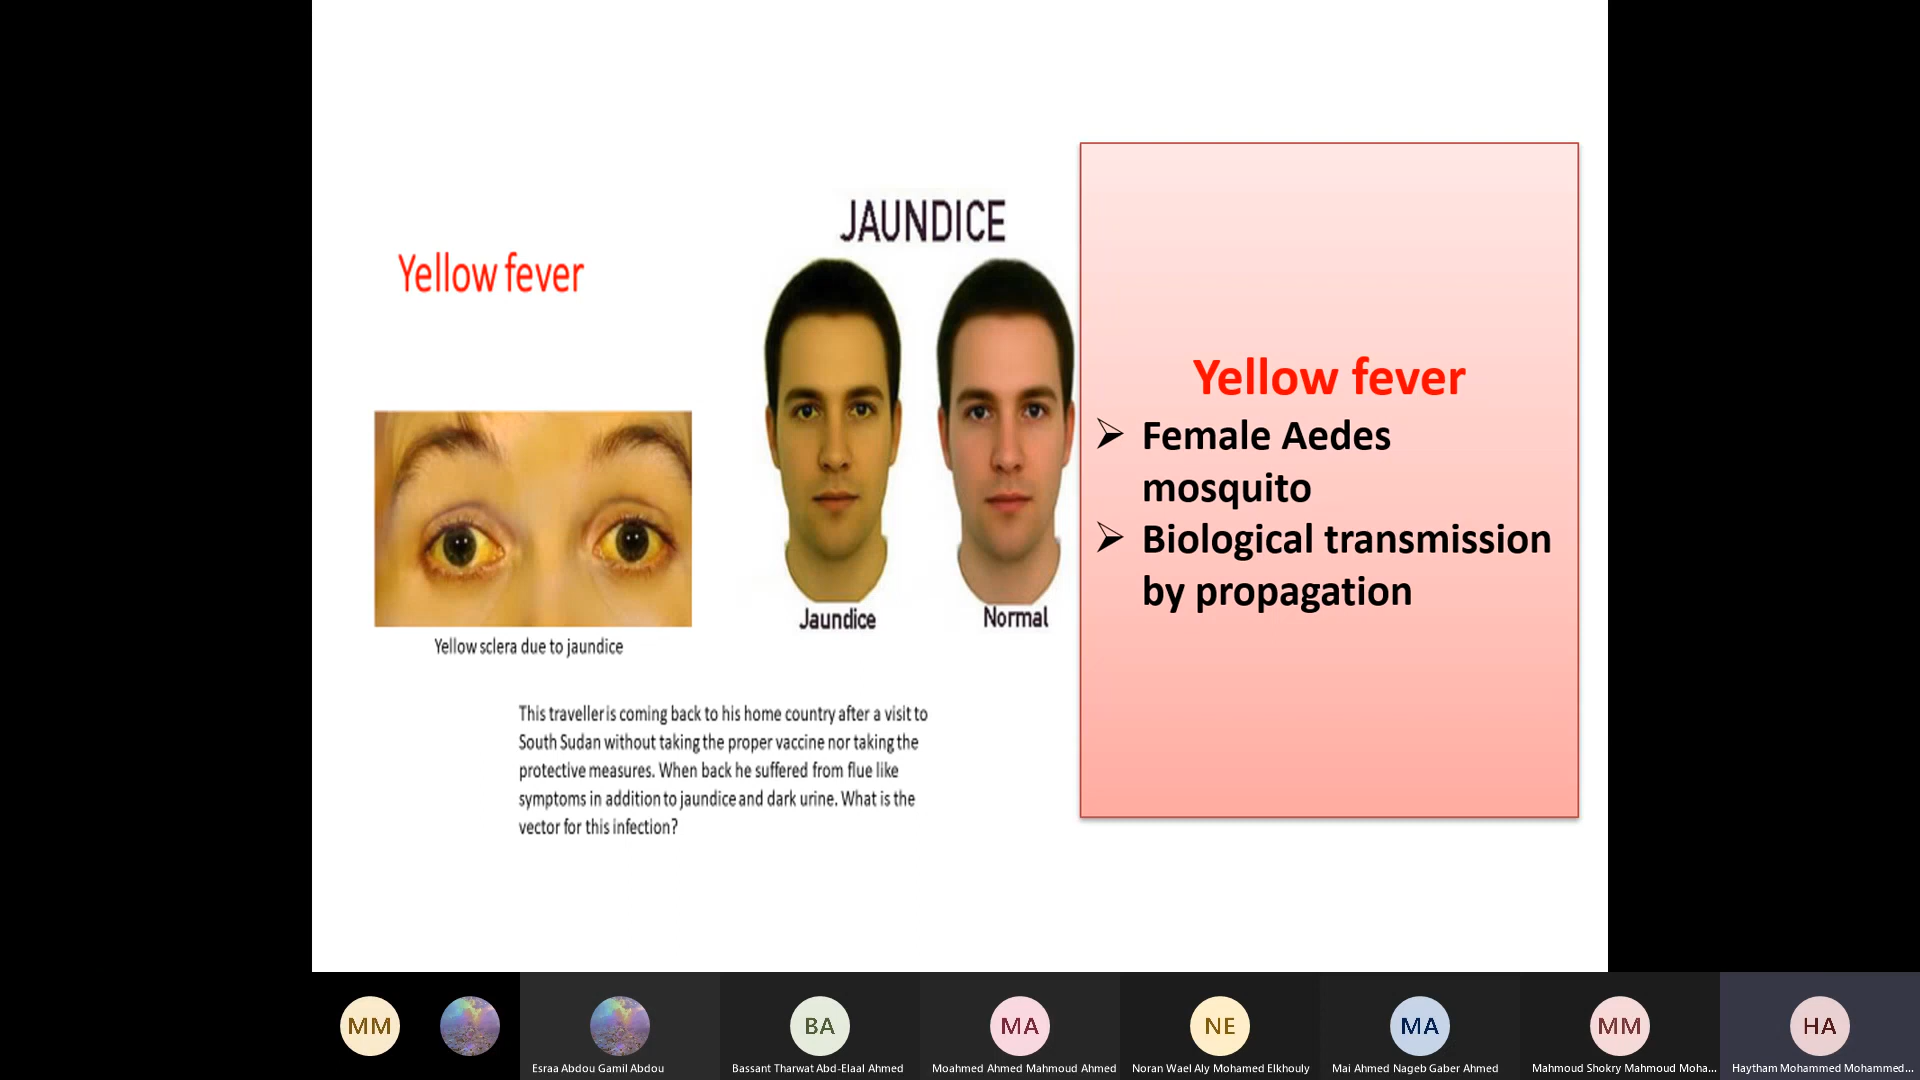 JAUNDICE
Yellow fever
Jaundice
Normal
Yellow sclera due to jaundice
This traveller is coming back to his home country after a visit to
South Sudan without taking the proper vaccine nor taking the
protective measures. When back he suffered from flue like
symptoms in addition to jaundice and dark urine. What is the
vector for this infection?
Yellow fever
➢ Female Aedes
mosquito
➢ Biological transmission
by propagation
MM
BA
MA
NE
MA
MM
HA
Esraa Abdou Gamil Abdou
Bassant Tharwat Abd-Elaal Ahmed
Moahmed Ahmed Mahmoud Ahmed
Noran Wael Aly Mohamed Elkhouly
Mai Ahmed Nageb Gaber Ahmed
Mahmoud Shokry Mahmoud Moha...
Haytham Mohammed Mohammed...